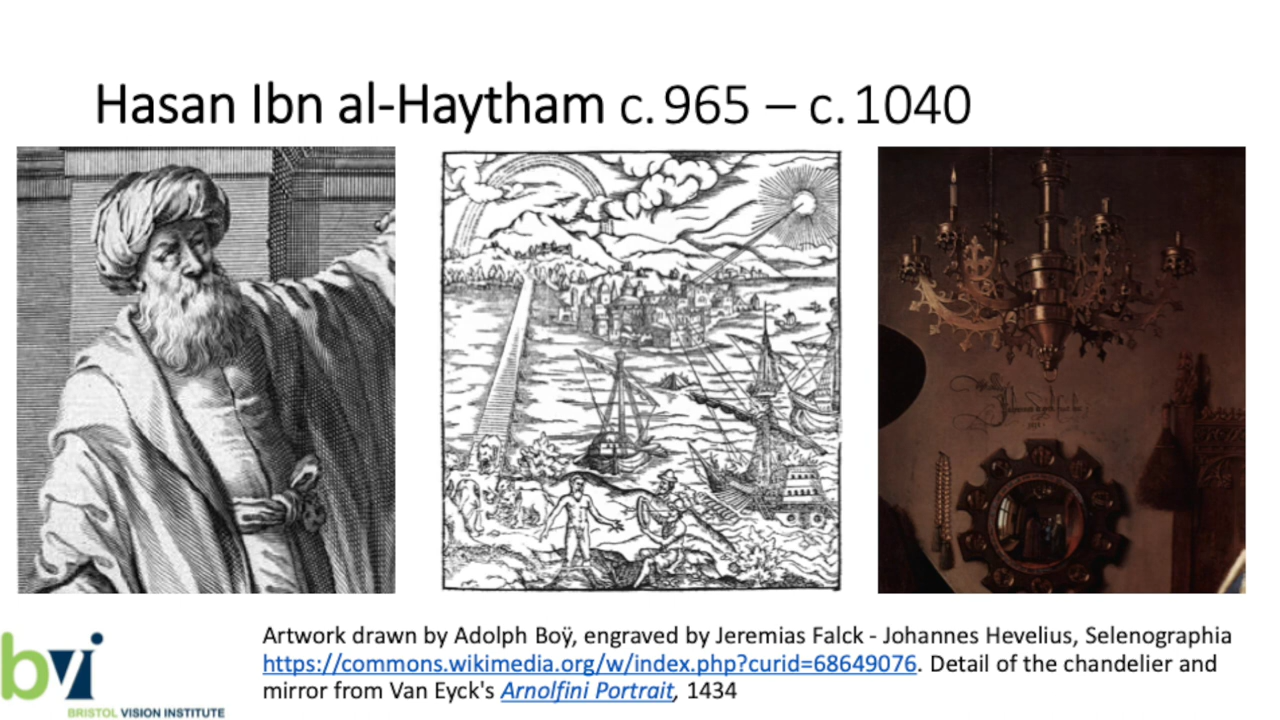 Hasan Ibn al-Haytham c. 965 – c. 1040
Artwork drawn by Adolph Boÿ, engraved by Jeremias Falck - Johannes Hevelius, Selenographia
https://commons.wikimedia.org/w/index.php?curid=68649076. Detail of the chandelier and
mirror from Van Eyck's Arnolfini Portrait, 1434
bvi
BRISTOL VISION INSTITUTE